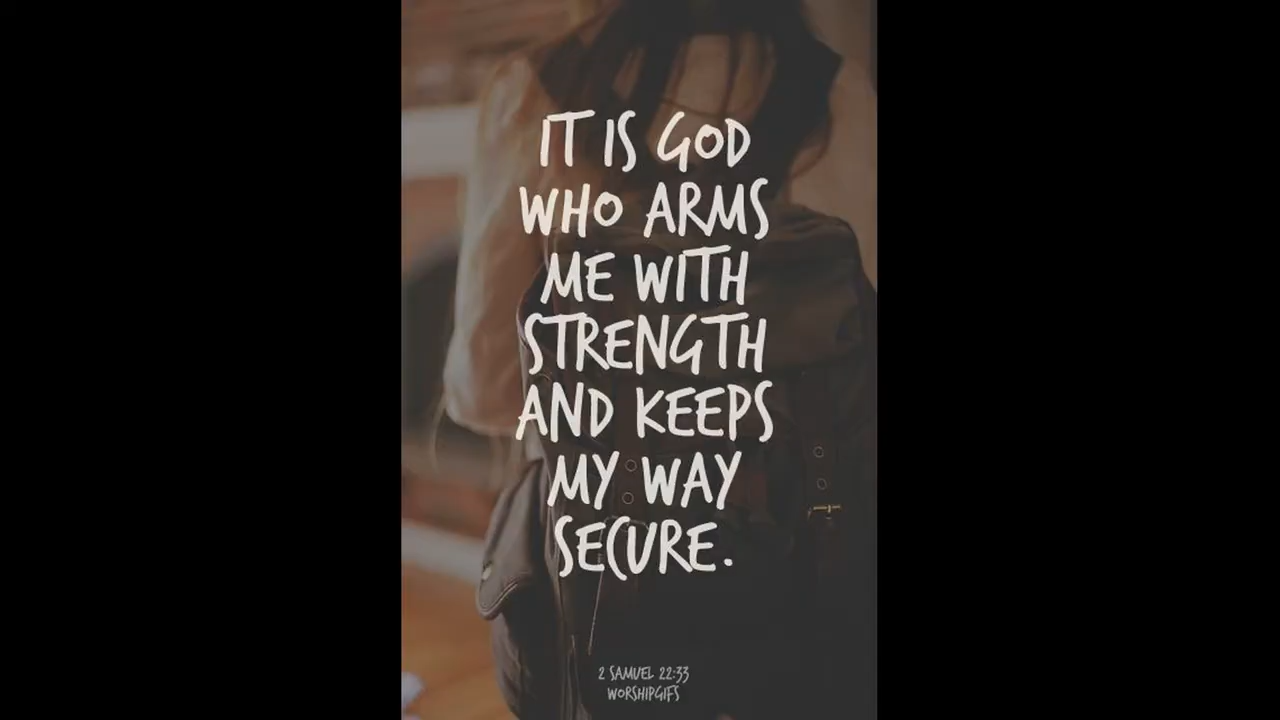 IT IS GOD
WHO ARMS
ME WITH
STRENGTH
AND KEEPS
MY WAY
SECURE.
2 SAMUEL 22:33
WORSHIPGIFS